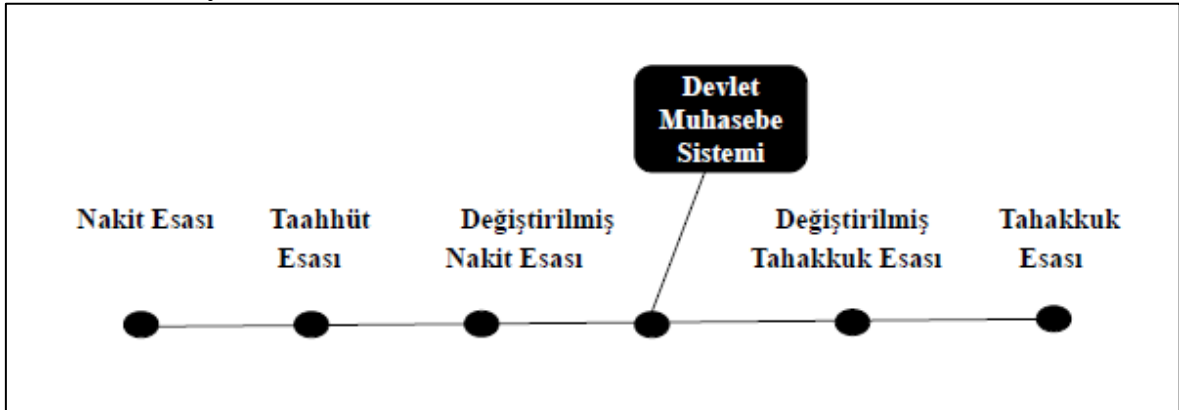 Devlet
Muhasebe
Sistemi
Nakit Esası
Taahhüt
Esası
Değiştirilmiş
Nakit Esası
Değiştirilmiş
Tahakkuk Esası
Tahakkuk
Esası